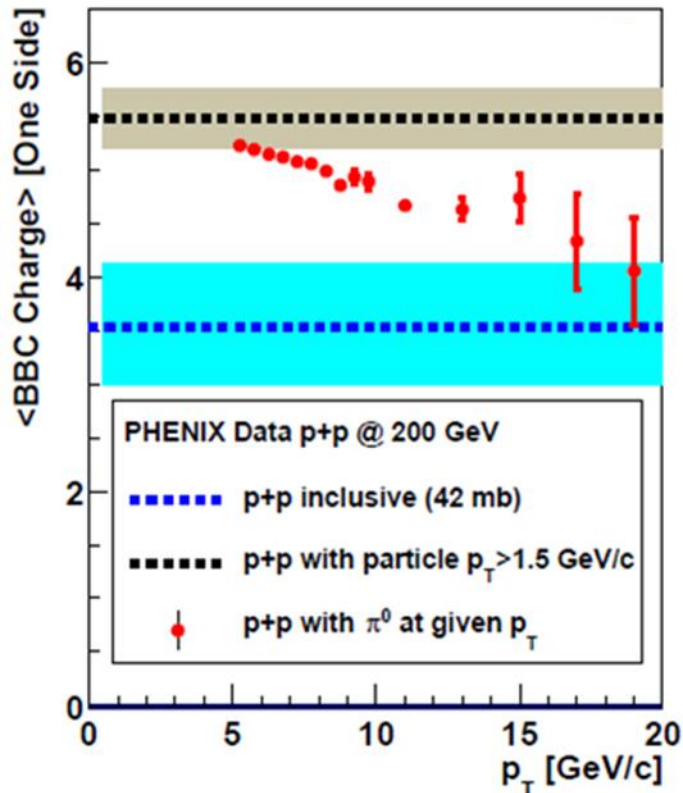 <BBC Charge> [One Side]
6
4
2
0
PHENIX Data p+p @ 200 GeV
p+p inclusive (42 mb)
p+p with particle p_T>1.5 GeV/c
p+p with π⁰ at given p_T
0 5 10 15 20
p_T [GeV/c]